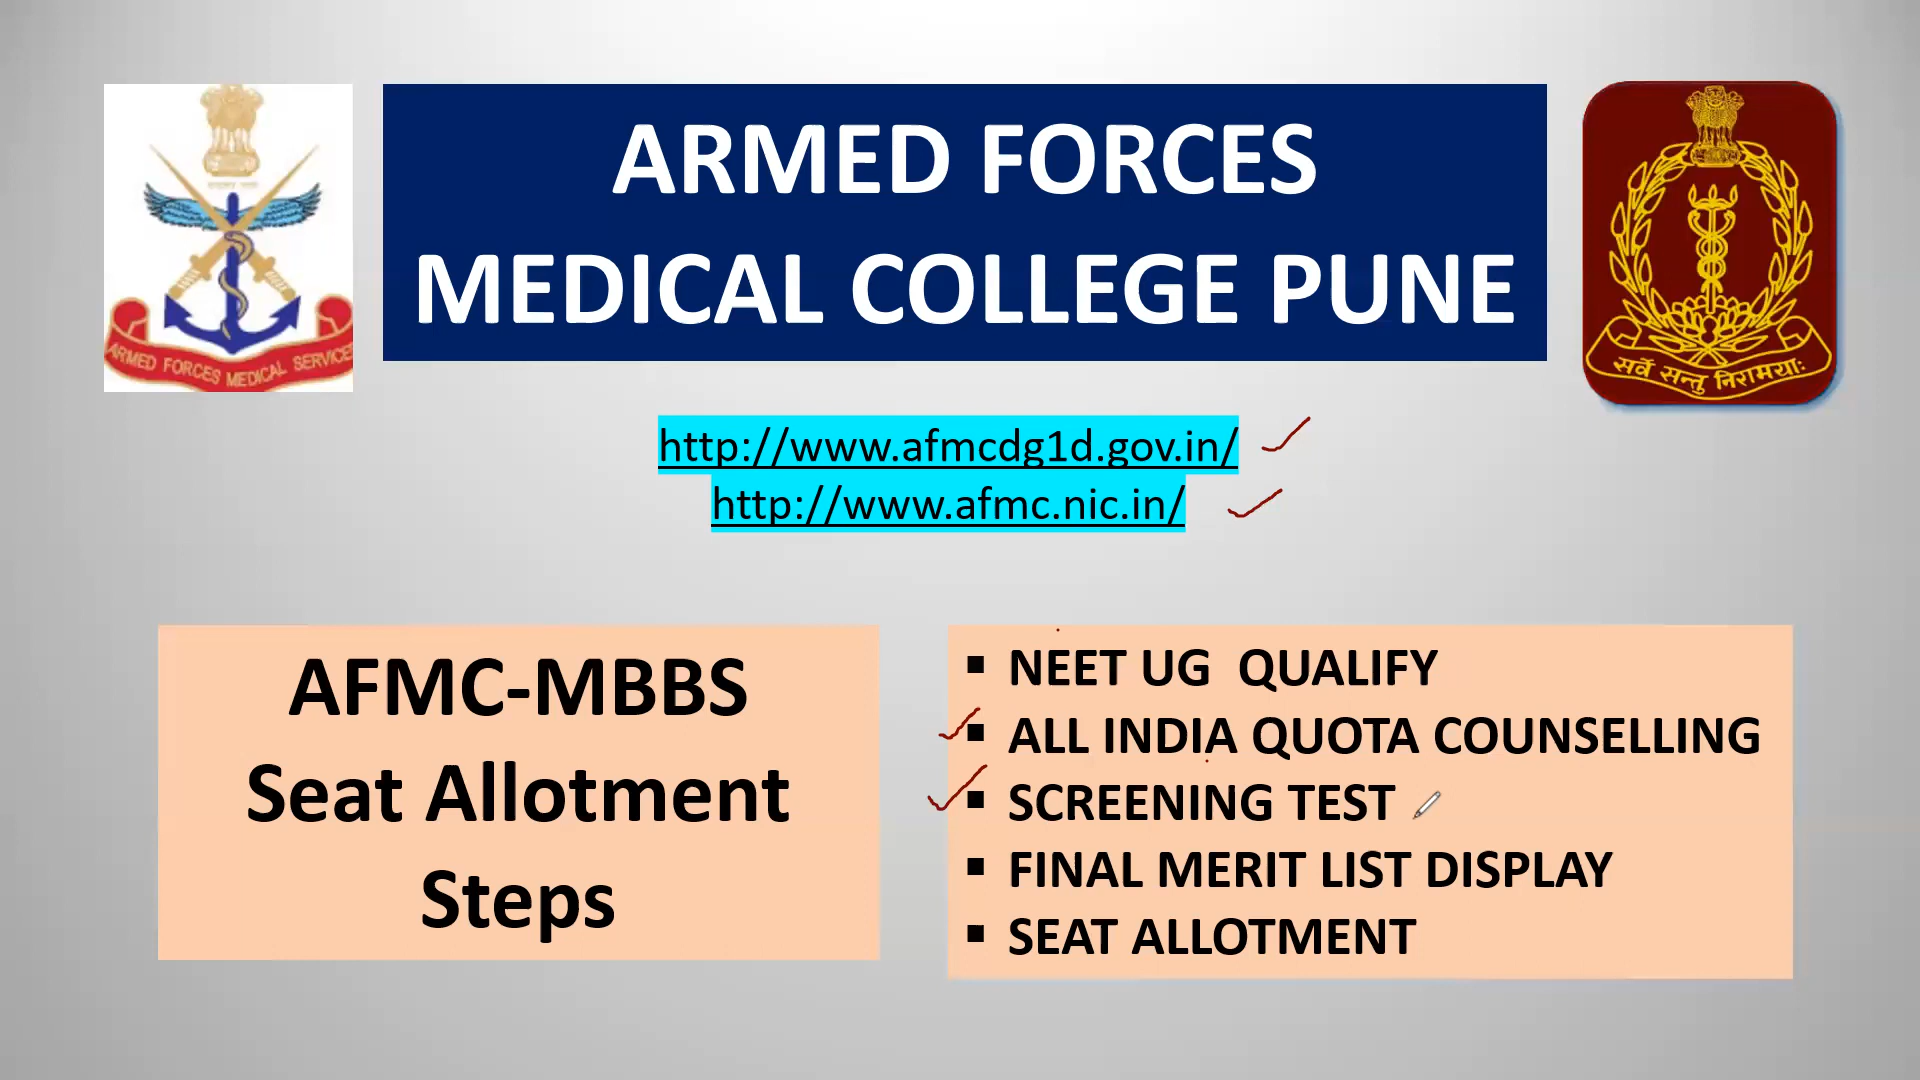 ARMED FORCES
MEDICAL COLLEGE PUNE
ARMED FORCES MEDICAL SERVICE
सर्वे सन्तु निरामयाः
http://www.afmcdg1d.gov.in/
http://www.afmc.nic.in/
AFMC-MBBS
Seat Allotment
Steps
▪ NEET UG QUALIFY
▪ ALL INDIA QUOTA COUNSELLING
▪ SCREENING TEST
▪ FINAL MERIT LIST DISPLAY
▪ SEAT ALLOTMENT